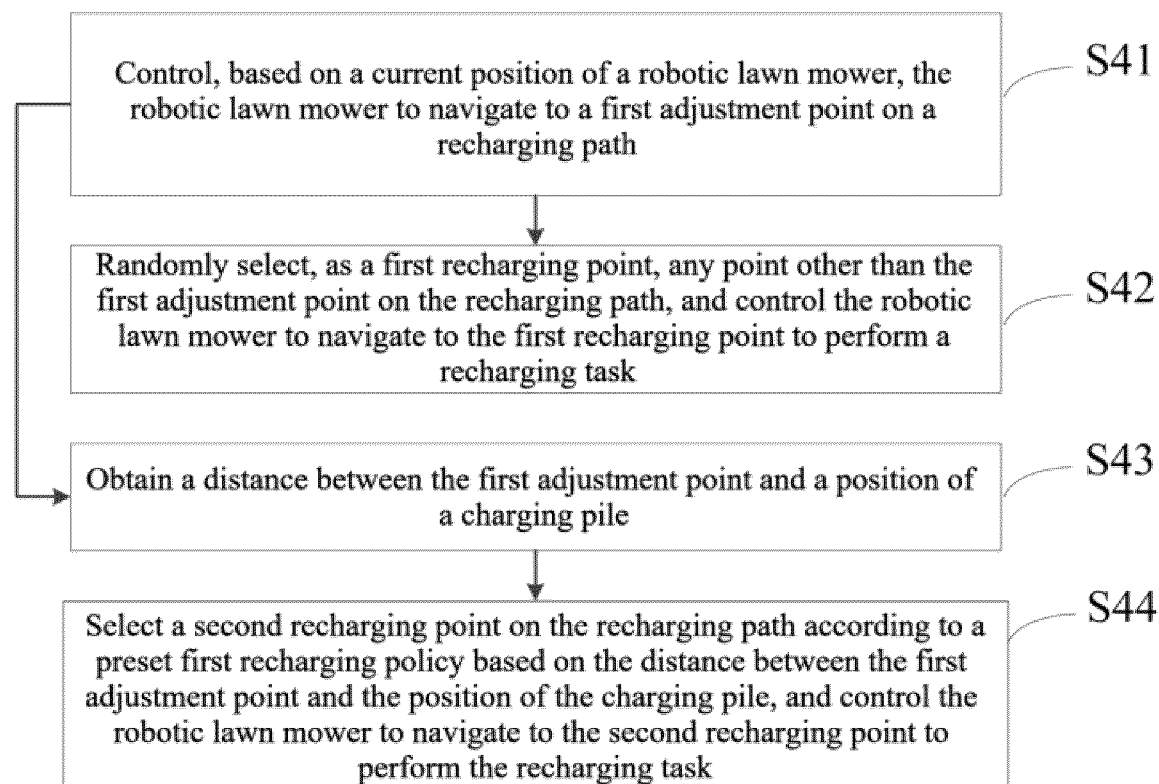 Control, based on a current position of a robotic lawn mower, the
robotic lawn mower to navigate to a first adjustment point on a
recharging path
S41
Randomly select, as a first recharging point, any point other than the
first adjustment point on the recharging path, and control the robotic
lawn mower to navigate to the first recharging point to perform a
recharging task
S42
Obtain a distance between the first adjustment point and a position of
a charging pile
S43
Select a second recharging point on the recharging path according to a
preset first recharging policy based on the distance between the first
adjustment point and the position of the charging pile, and control the
robotic lawn mower to navigate to the second recharging point to
perform the recharging task
S44